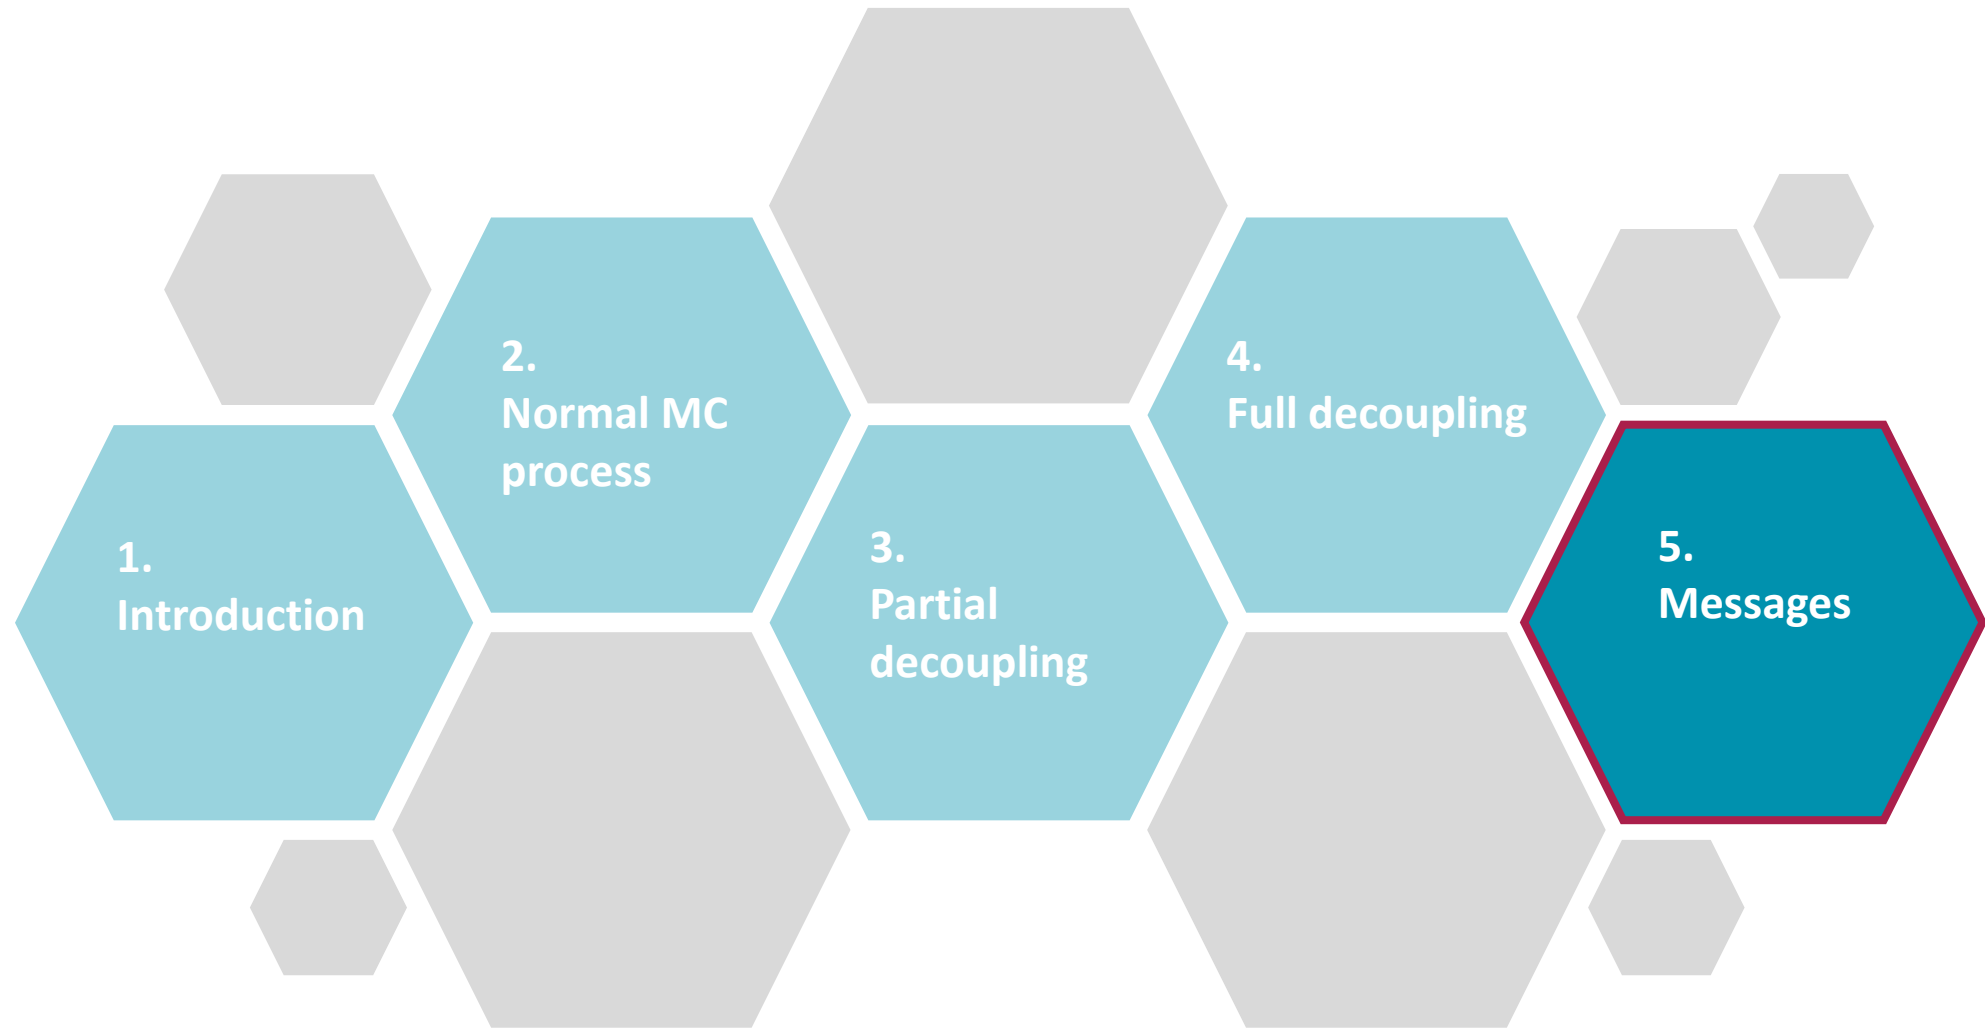 1.
Introduction
2.
Normal MC
process
3.
Partial
decoupling
4.
Full decoupling
5.
Messages